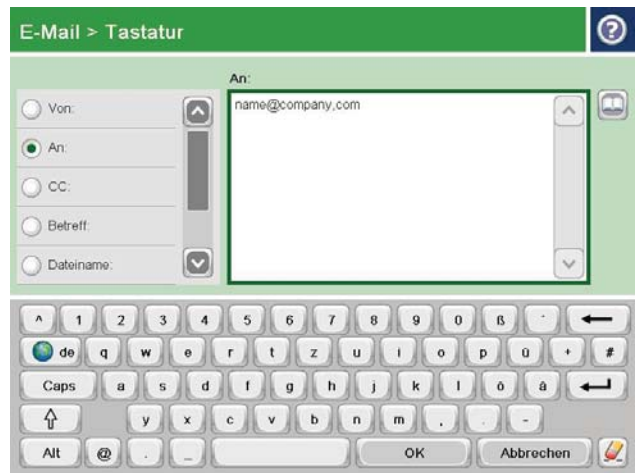 E-Mail > Tastatur
An:
Von:
name@company.com
An:
CC:
Betreff:
Dateiname:
^ 1 2 3 4 5 6 7 8 9 0 ß ´
de q w e r t z u i o p ü + #
Caps a s d f g h j k l ö ä
y x c v b n m , . -
Alt @ . _ OK Abbrechen